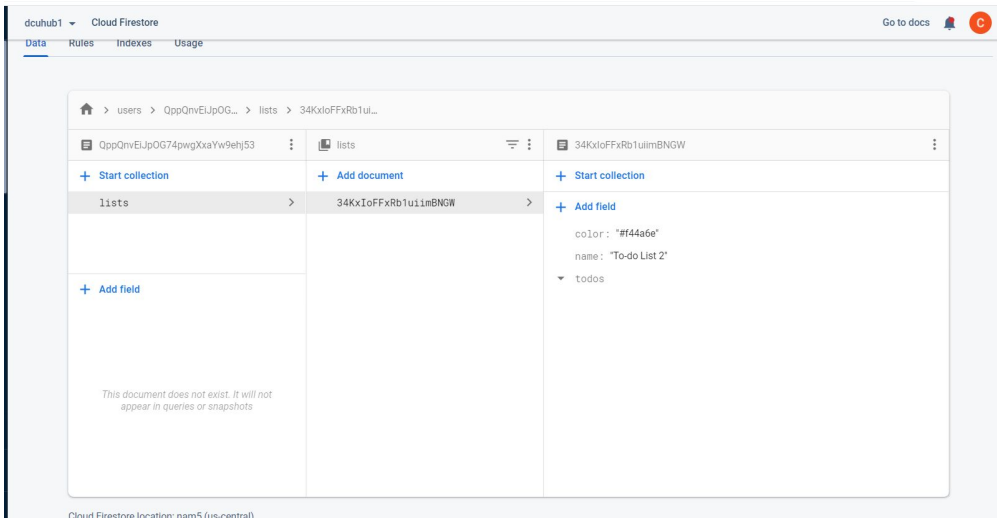 dcuhub1 Cloud Firestore Go to docs C
Data Rules Indexes Usage
users > QppQnvEiJpOG... > lists > 34KxIoFFxRb1ui...
QppQnvEiJpOG74pwgXxaYw9ehj53
+ Start collection
lists
+ Add field
This document does not exist. It will not
appear in queries or snapshots
lists
+ Add document
34KxIoFFxRb1uiimBNGW
34KxIoFFxRb1uiimBNGW
+ Start collection
+ Add field
color: "#f44a6e"
name: "To-do List 2"
todos
Cloud Firestore location: nam5 (us-central)